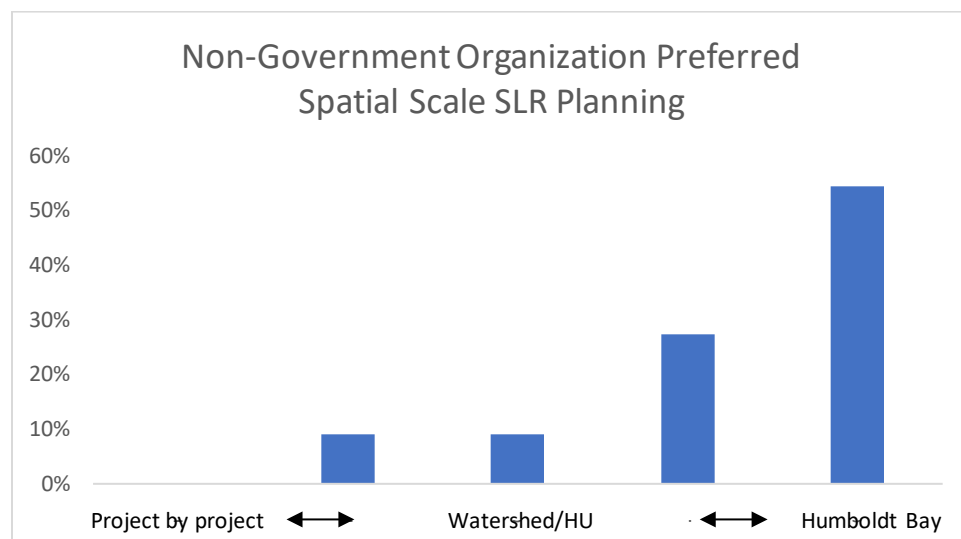 Non-Government Organization Preferred
Spatial Scale SLR Planning
60%
50%
40%
30%
20%
10%
0%
Project by project
Watershed/HU
Humboldt Bay